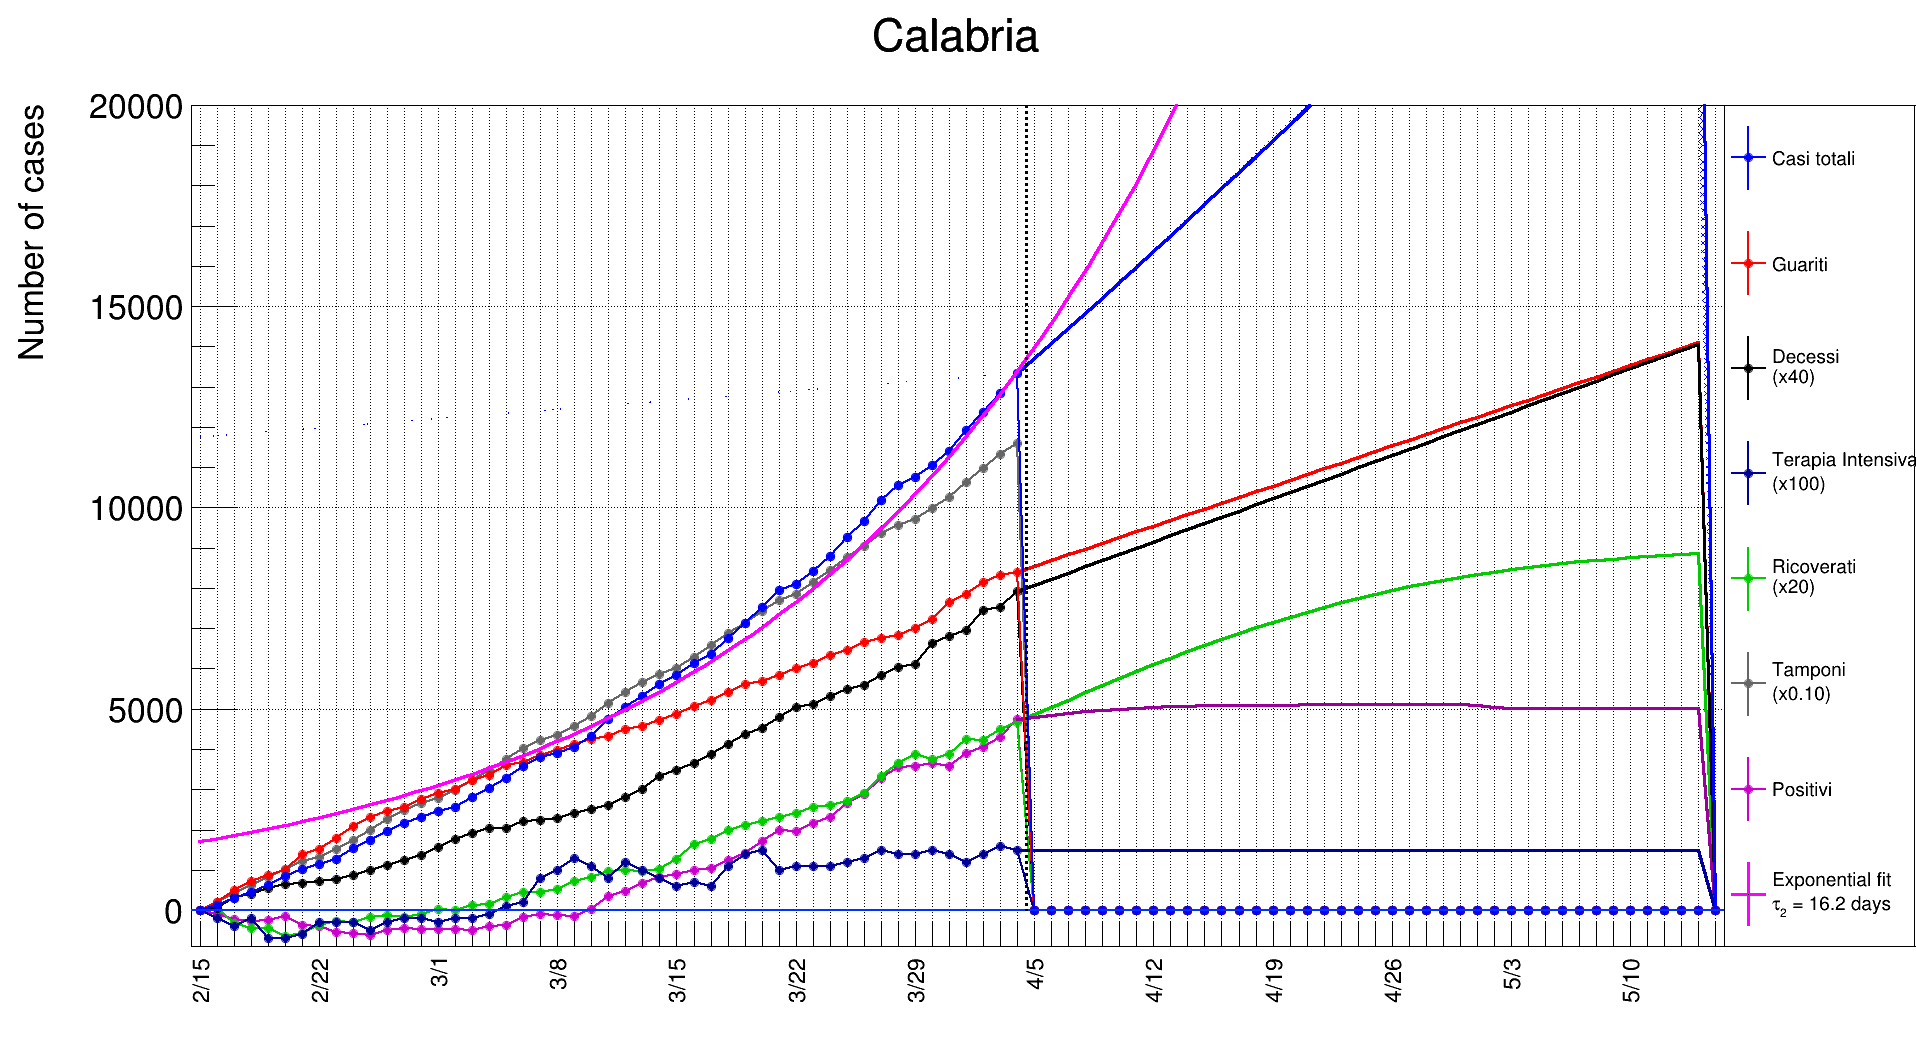 Calabria
Number of cases
20000
15000
10000
5000
0
2/15 2/22 3/1 3/8 3/15 3/22 3/29 4/5 4/12 4/19 4/26 5/3 5/10
Casi totali
Guariti
Decessi
(x40)
Terapia Intensiva
(x100)
Ricoverati
(x20)
Tamponi
(x0.10)
Positivi
Exponential fit
τ₂ = 16.2 days